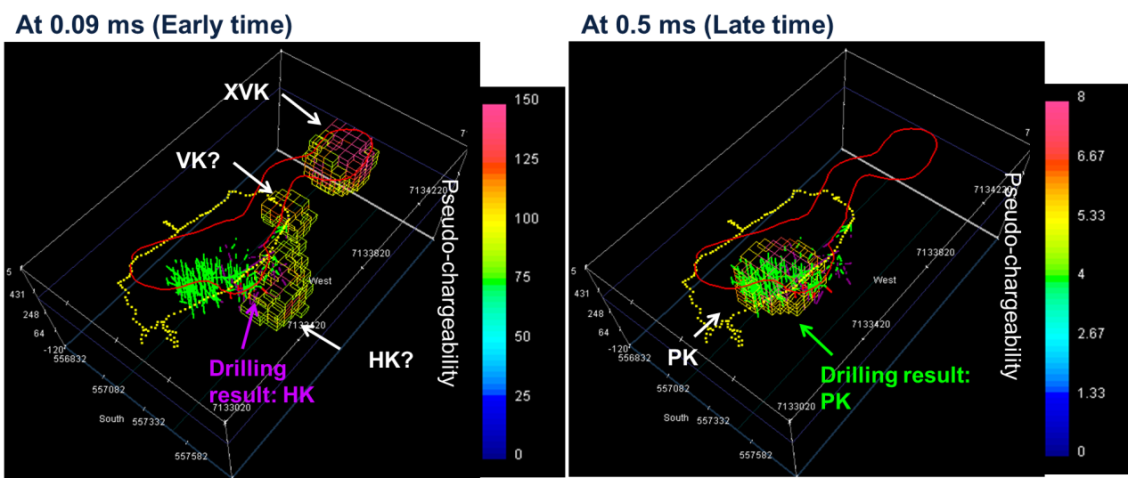 At 0.09 ms (Early time)
XVK
VK?
HK?
Drilling
result: HK
Pseudo-chargeability
150
125
100
75
50
25
0
5
431
248
64
-120
556832
557082
557332
557582
South
West
7133020
7133420
7133820
7134220
7
At 0.5 ms (Late time)
PK
Drilling result:
PK
Pseudo-chargeability
8
6.67
5.33
4
2.67
1.33
0
5
431
248
64
-120
556832
557082
557332
557582
South
West
7133020
7133420
7133820
7134220
7